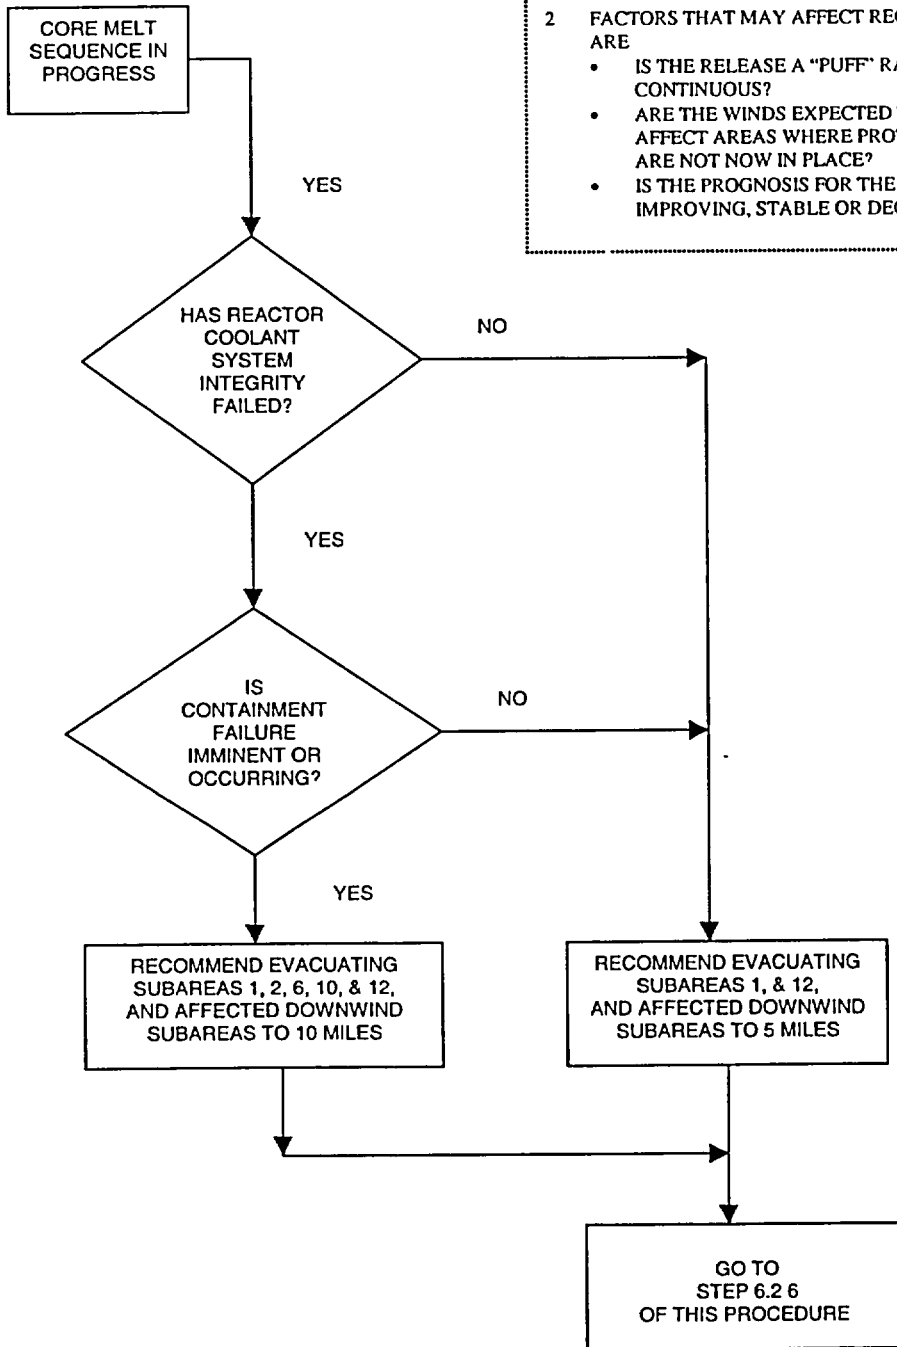 CORE MELT
SEQUENCE IN
PROGRESS
2 FACTORS THAT MAY AFFECT
ARE
• IS THE RELEASE A "PUFF"
CONTINUOUS?
• ARE THE WINDS EXPECTED
AFFECT AREAS WHERE
ARE NOT NOW IN PLACE?
• IS THE PROGNOSIS FOR THE
IMPROVING, STABLE OR
YES
HAS REACTOR
COOLANT
SYSTEM
INTEGRITY
FAILED?
NO
YES
IS
CONTAINMENT
FAILURE
IMMINENT OR
OCCURRING?
NO
YES
RECOMMEND EVACUATING
SUBAREAS 1, 2, 6, 10, & 12,
AND AFFECTED DOWNWIND
SUBAREAS TO 10 MILES
RECOMMEND EVACUATING
SUBAREAS 1, & 12,
AND AFFECTED DOWNWIND
SUBAREAS TO 5 MILES
GO TO
STEP 6.2 6
OF THIS PROCEDURE